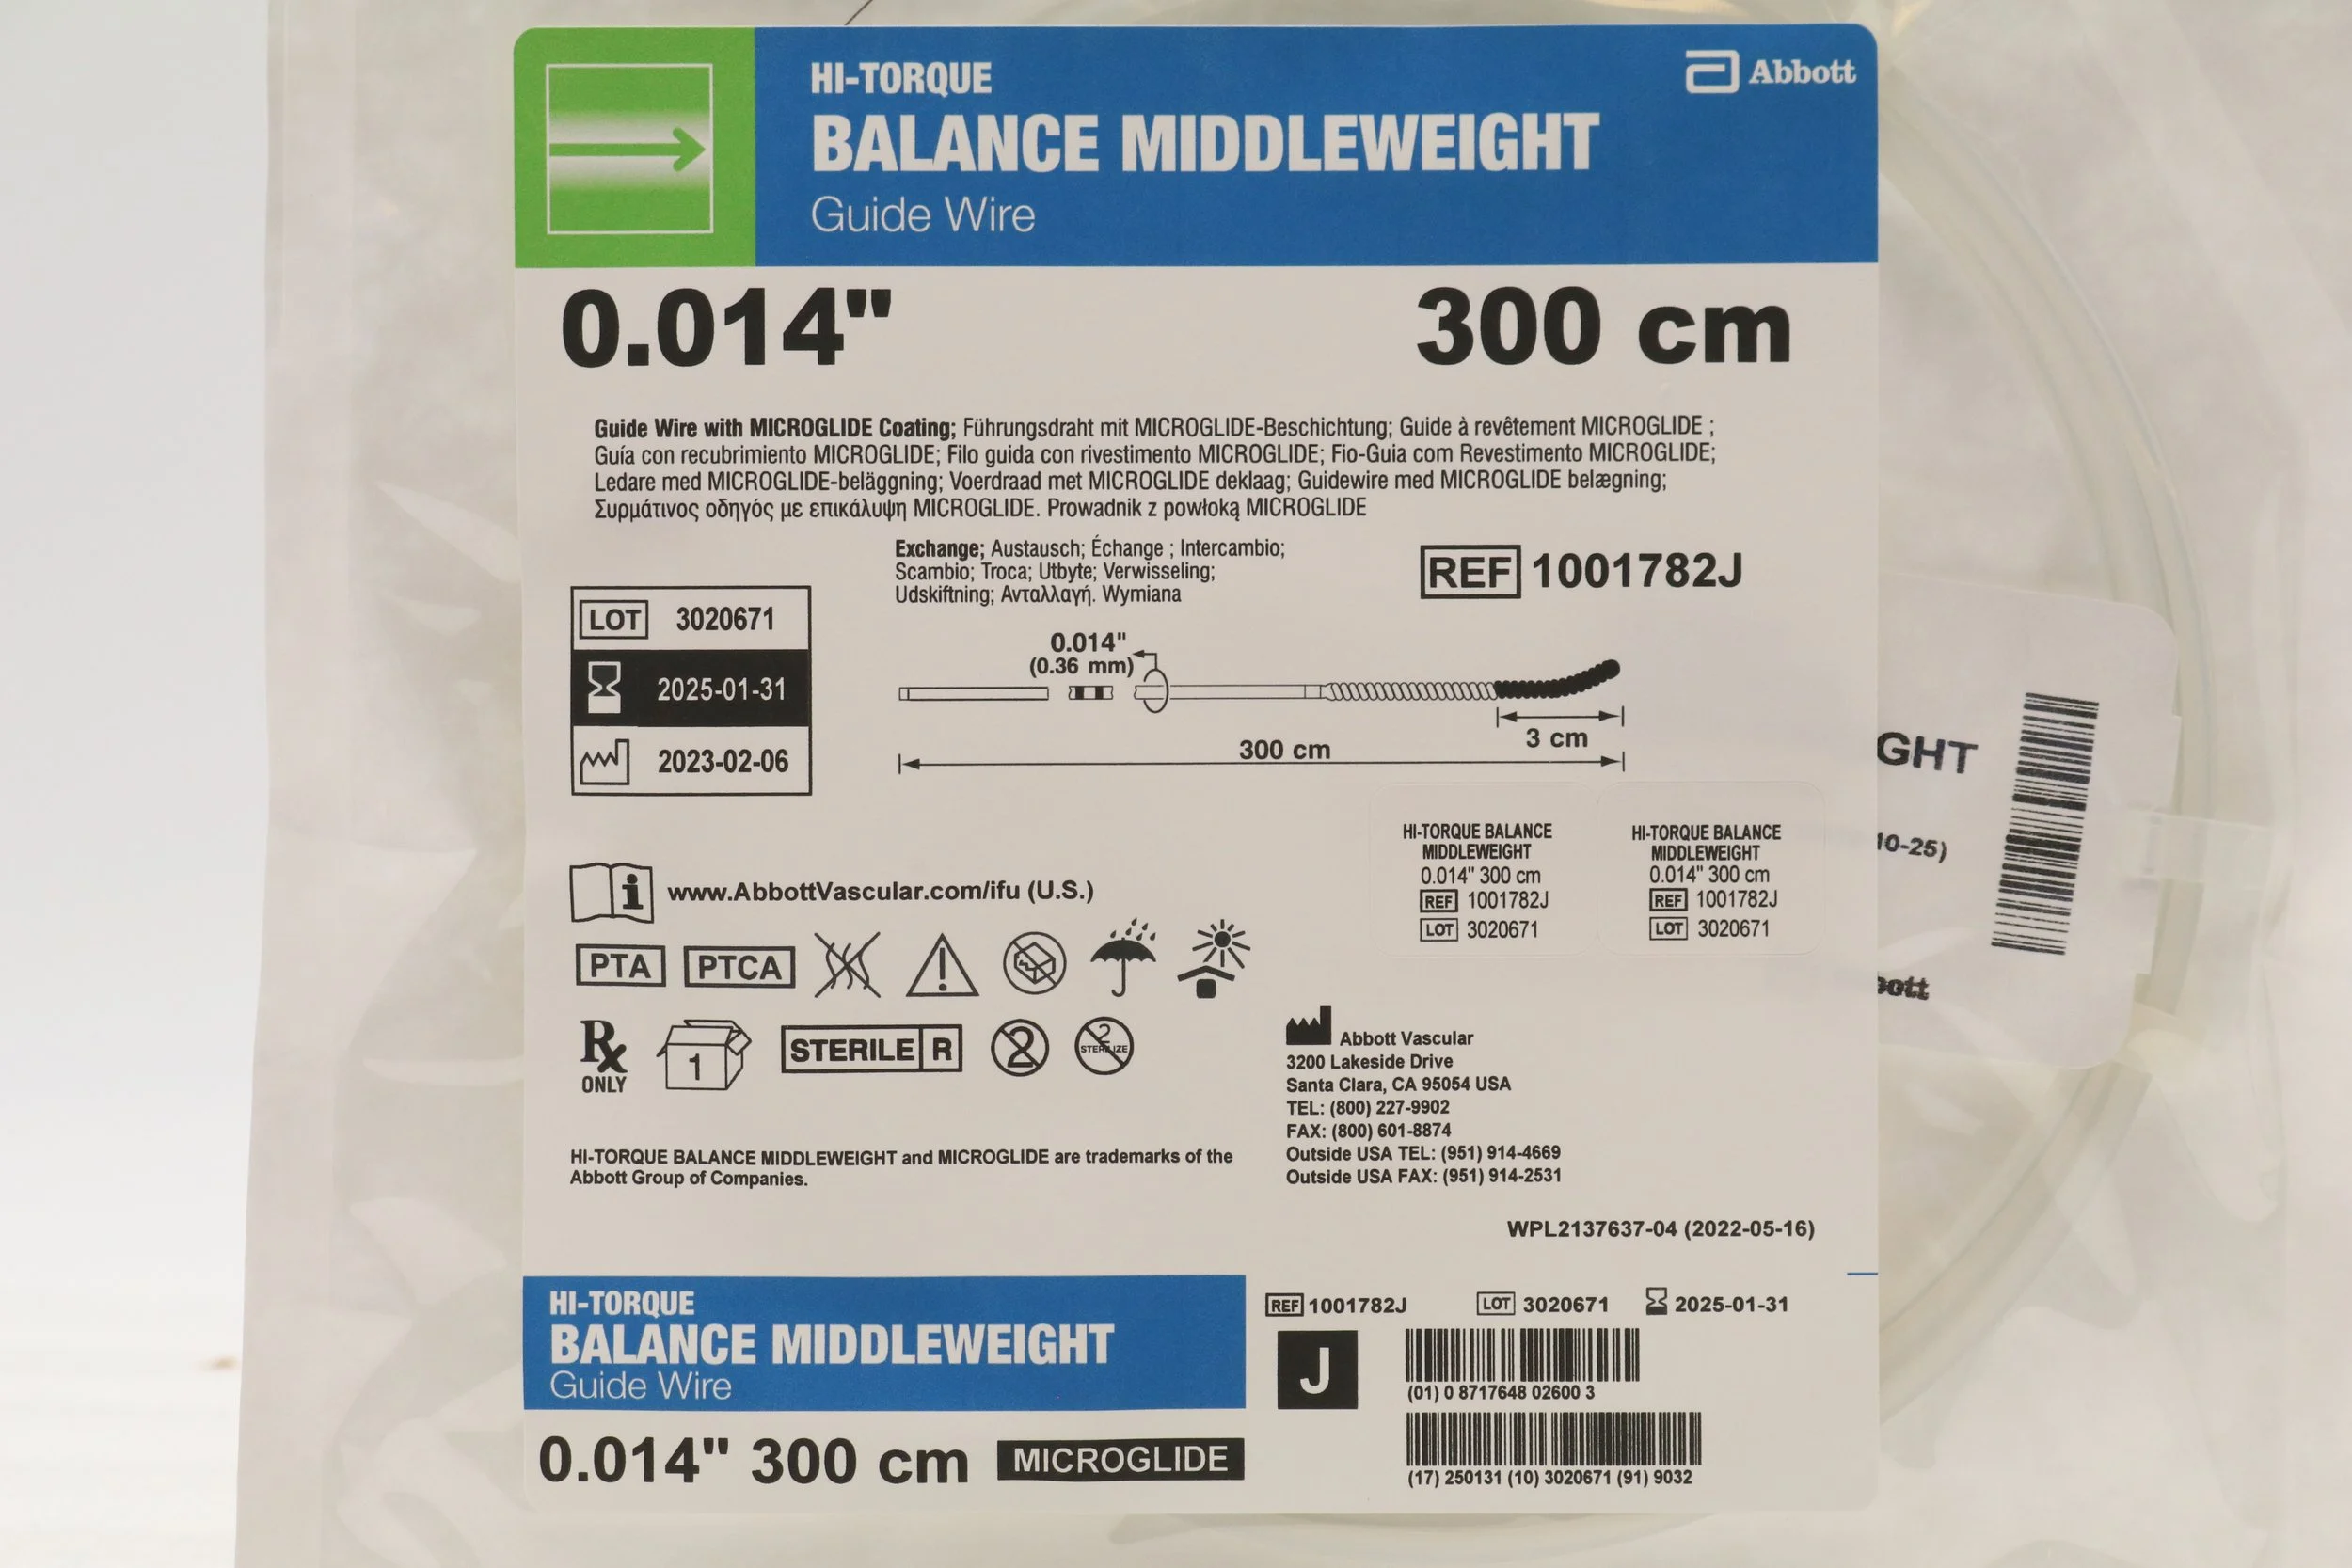 HI-TORQUE
BALANCE MIDDLEWEIGHT
Guide Wire
Abbott
0.014"
300 cm
Guide Wire with MICROGLIDE Coating; Führungsdraht mit MICROGLIDE-Beschichtung; Guide à revêtement MICROGLIDE ;
Guía con recubrimiento MICROGLIDE; Filo guida con rivestimento MICROGLIDE; Fio-Guia com Revestimento MICROGLIDE;
Ledare med MICROGLIDE-beläggning; Voerdraad met MICROGLIDE deklaag; Guidewire med MICROGLIDE belægning;
Συρμάτινος οδηγός με επικάλυψη MICROGLIDE. Prowadnik z powłoką MICROGLIDE
Exchange; Austausch; Échange ; Intercambio;
Scambio; Troca; Utbyte; Verwisseling;
Udskiftning; Ανταλλαγή. Wymiana
REF 1001782J
LOT 3020671
2025-01-31
2023-02-06
0.014"
(0.36 mm)
3 cm
300 cm
HI-TORQUE BALANCE
MIDDLEWEIGHT
0.014" 300 cm
REF 1001782J
LOT 3020671
HI-TORQUE BALANCE
MIDDLEWEIGHT
0.014" 300 cm
REF 1001782J
LOT 3020671
GHT
10-25)
bott
i www.AbbottVascular.com/ifu (U.S.)
PTA PTCA
Rx
ONLY
1
STERILE R
2
2
STERILIZE
Abbott Vascular
3200 Lakeside Drive
Santa Clara, CA 95054 USA
TEL: (800) 227-9902
FAX: (800) 601-8874
Outside USA TEL: (951) 914-4669
Outside USA FAX: (951) 914-2531
HI-TORQUE BALANCE MIDDLEWEIGHT and MICROGLIDE are trademarks of the
Abbott Group of Companies.
WPL2137637-04 (2022-05-16)
HI-TORQUE
BALANCE MIDDLEWEIGHT
Guide Wire
0.014" 300 cm MICROGLIDE
REF 1001782J LOT 3020671 2025-01-31
J
(01) 0 8717648 02600 3
(17) 250131 (10) 3020671 (91) 9032